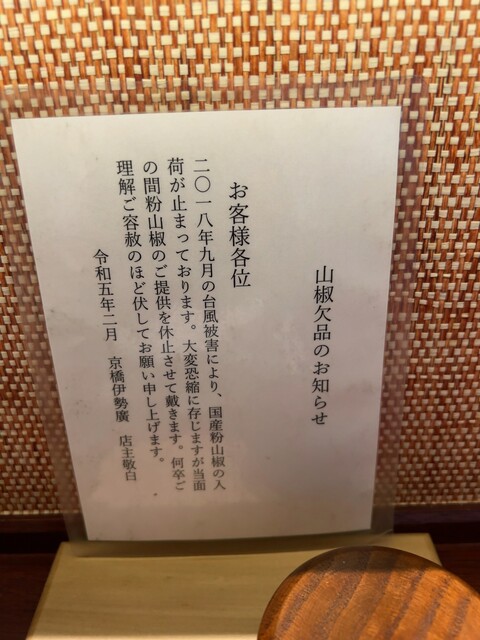 山椒欠品のお知らせ
お客様各位
二〇一八年九月の台風被害により、国産粉山椒の入
荷が止まっております。大変恐縮に存じますが当面
の間粉山椒のご提供を休止させて戴きます。何卒ご
理解ご容赦のほど伏してお願い申し上げます。
令和五年二月　京橋伊勢廣　店主敬白